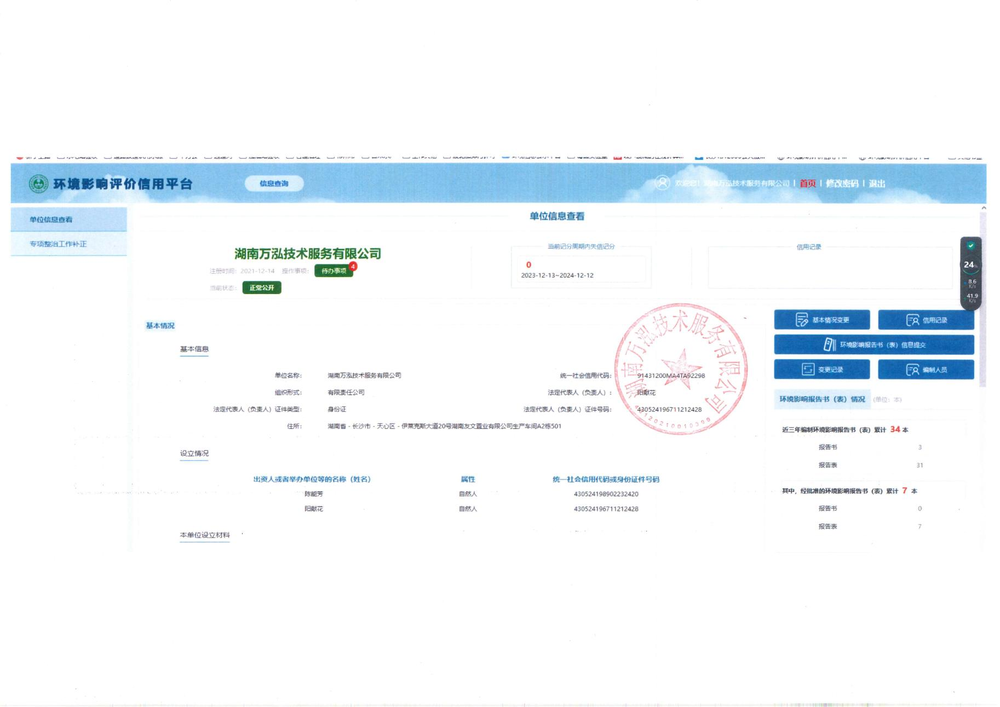 环境影响评价信用平台
信息查询
欢迎您！湖南万泓技术服务有限公司 | 首页 | 修改密码 | 退出
单位信息查看
专项整治工作补正
单位信息查看
湖南万泓技术服务有限公司
注册时间：2021-12-14 操作事项：待办事项 4
当前状态：正常公开
当前记分周期内失信记分
0
2023-12-13~2024-12-12
信用记录
24%
8.6
K/s
41.9
K/s
基本情况变更
信用记录
环境影响报告书（表）信息提交
变更记录
编制人员
基本情况
基本信息
单位名称： 湖南万泓技术服务有限公司 统一社会信用代码： 91431200MA4TA92298
组织形式： 有限责任公司 法定代表人（负责人）： 阳献花
法定代表人（负责人）证件类型： 身份证 法定代表人（负责人）证件号码： 430524196711212428
住所： 湖南省 - 长沙市 - 天心区 - 伊莱克斯大道20号湖南友文置业有限公司生产车间A2栋501
湖南万泓技术服务有限公司
设立情况
出资人或者举办单位等的名称（姓名） 属性 统一社会信用代码或身份证件号码
陈能芳 自然人 430524198902232420
阳献花 自然人 430524196711212428
本单位设立材料
环境影响报告书（表）情况 （单位：本）
近三年编制环境影响报告书（表）累计 34 本
报告书 3
报告表 31
其中，经批准的环境影响报告书（表）累计 7 本
报告书 0
报告表 7